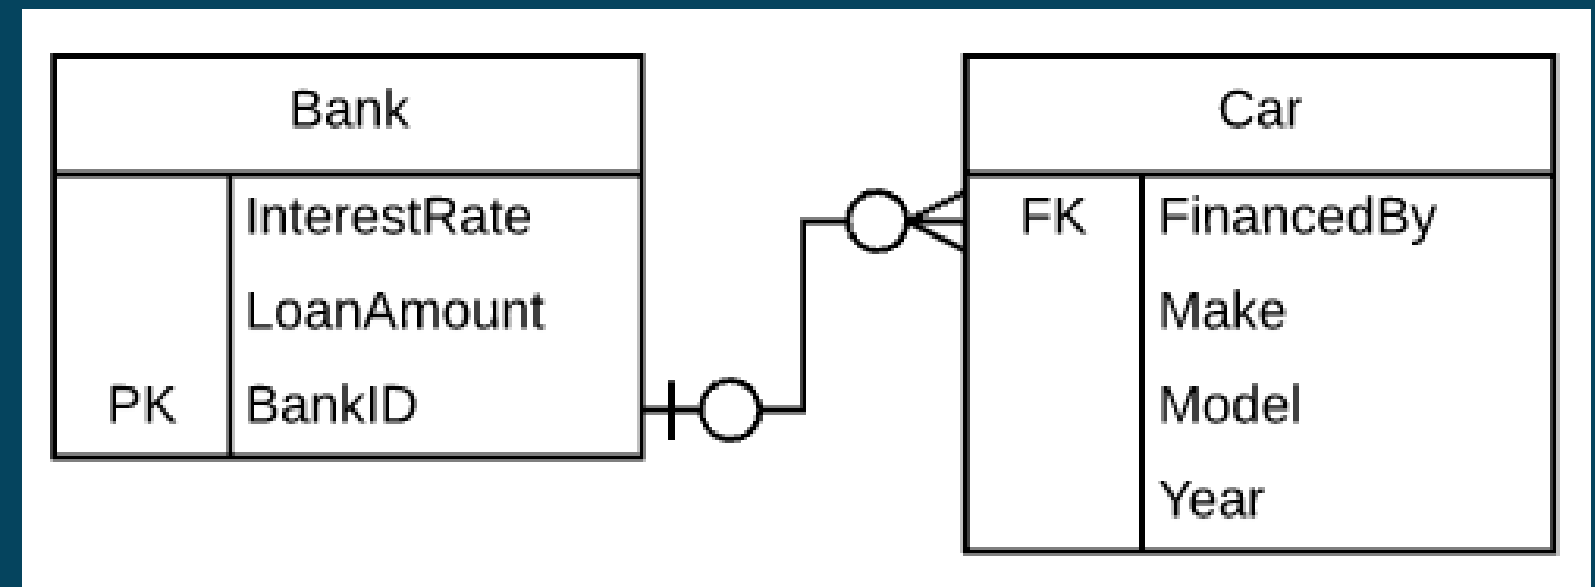 Bank
InterestRate
LoanAmount
PK BankID
Car
FK FinancedBy
Make
Model
Year